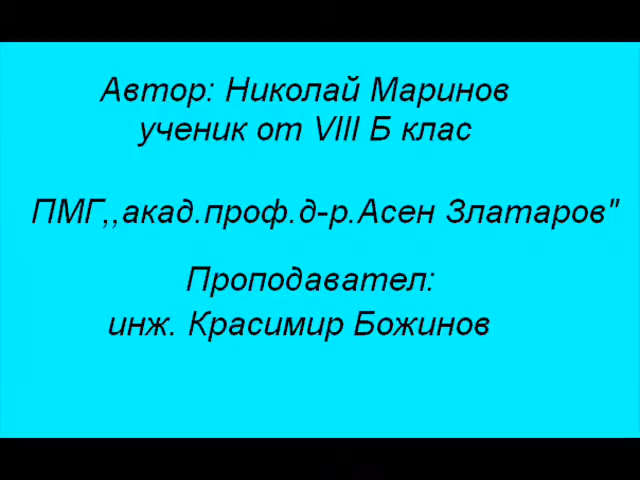 Автор: Николай Маринов
ученик от VIII Б клас
ПМГ,,акад.проф.д-р.Асен Златаров"
Проподавател:
инж. Красимир Божинов